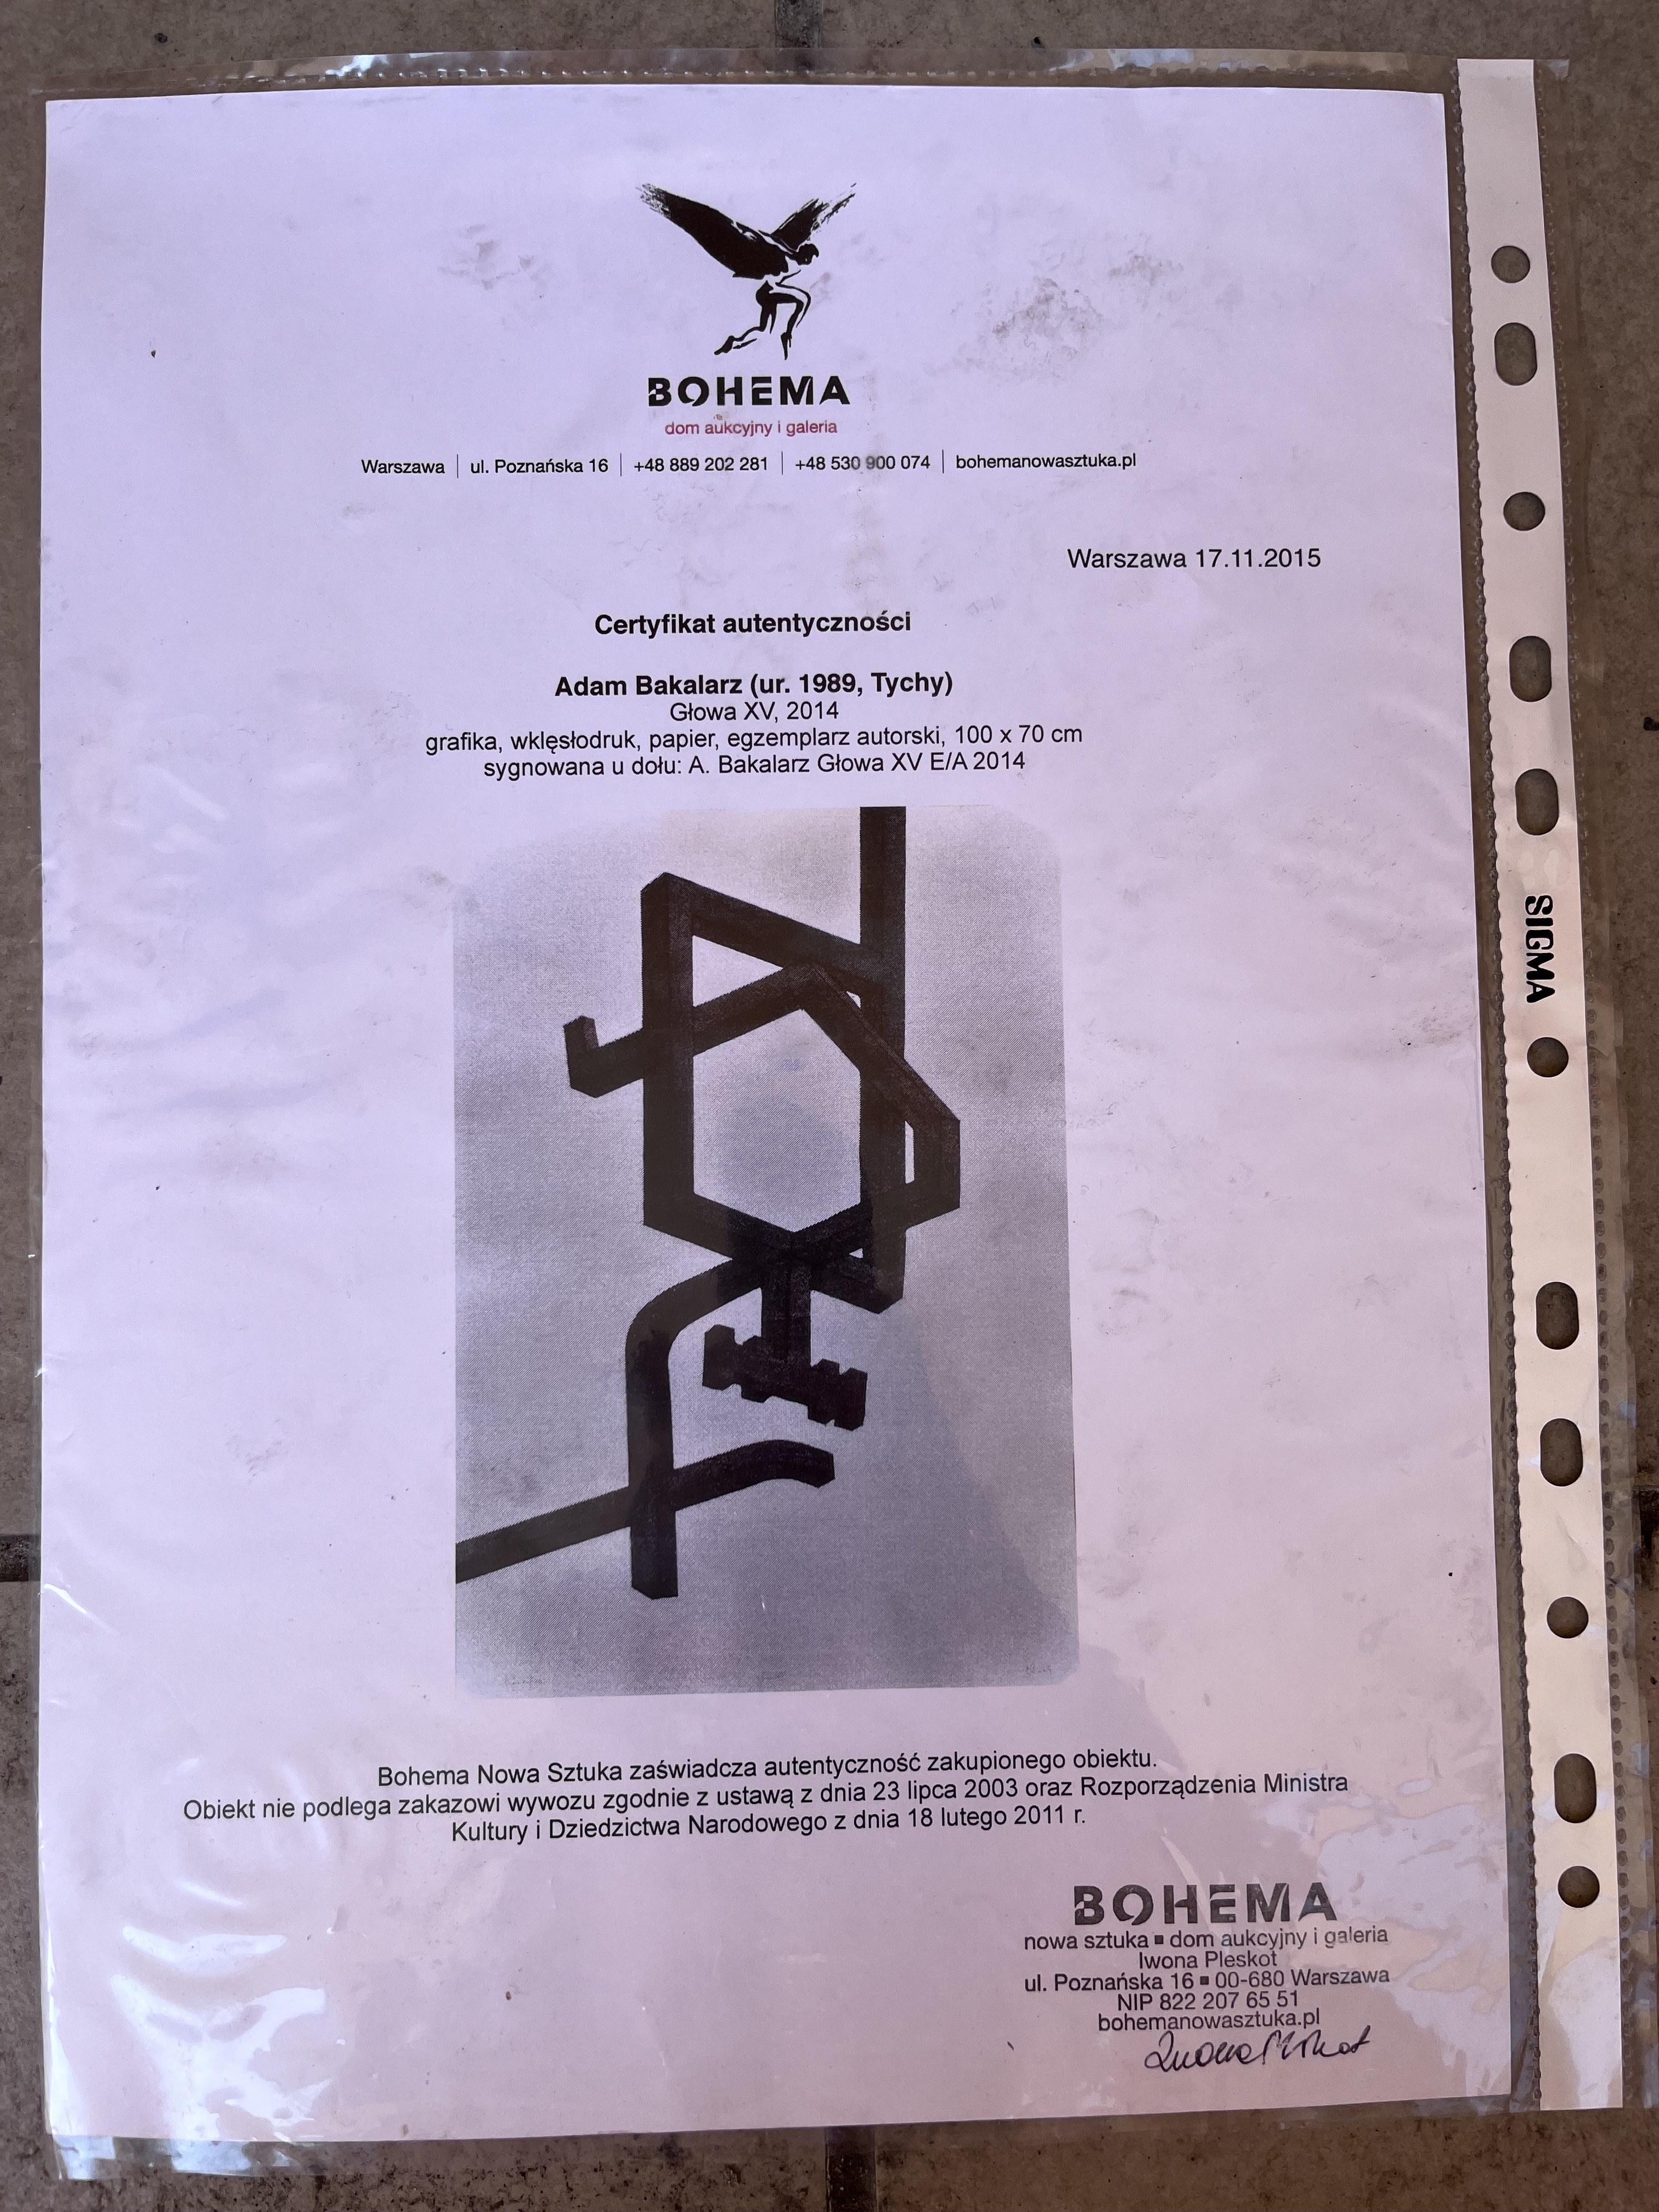 BOHEMA
dom aukcyjny i galeria
Warszawa | ul. Poznańska 16 | +48 889 202 281 | +48 530 900 074 | bohemanowasztuka.pl
Warszawa 17.11.2015
Certyfikat autentyczności
Adam Bakalarz (ur. 1989, Tychy)
Głowa XV, 2014
grafika, wklęsłodruk, papier, egzemplarz autorski, 100 x 70 cm
sygnowana u dołu: A. Bakalarz Głowa XV E/A 2014
SIGMA
Bohema Nowa Sztuka zaświadcza autentyczność zakupionego obiektu.
Obiekt nie podlega zakazowi wywozu zgodnie z ustawą z dnia 23 lipca 2003 oraz Rozporządzenia Ministra
Kultury i Dziedzictwa Narodowego z dnia 18 lutego 2011 r.
BOHEMA
nowa sztuka ▪ dom aukcyjny i galeria
Iwona Pleskot
ul. Poznańska 16 ▪ 00-680 Warszawa
NIP 822 207 65 51
bohemanowasztuka.pl